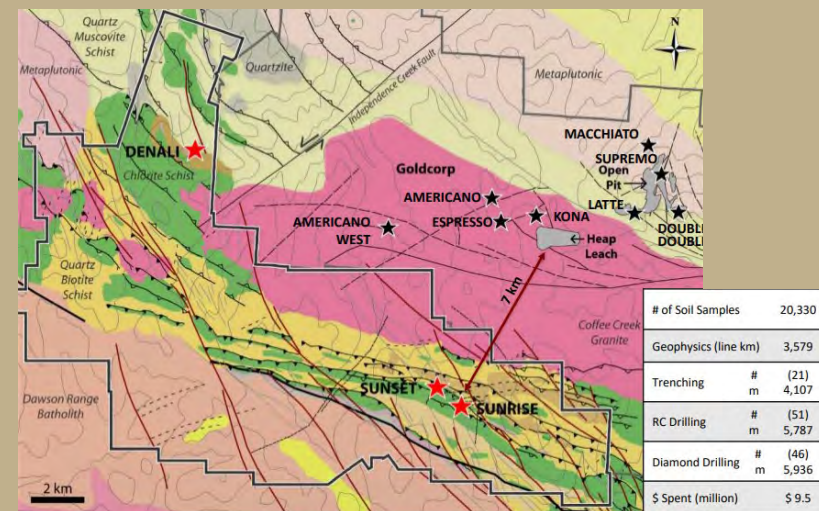 Quartz
Muscovite
Schist
Metaplutonic
Quartzite
Independence Creek Fault
Metaplutonic
N
MACCHIATO
SUPREMO
Open
Pit
LATTE
DOUBLE
DOUBLE
DENALI
Chlorite Schist
Goldcorp
AMERICANO
ESPRESSO
KONA
AMERICANO
WEST
Heap
Leach
7 km
Quartz
Biotite
Schist
Coffee Creek
Granite
SUNSET
SUNRISE
Dawson Range
Batholith
2 km
# of Soil Samples 20,330
Geophysics (line km) 3,579
Trenching # (21)
m 4,107
RC Drilling # (51)
m 5,787
Diamond Drilling # (46)
m 5,936
$ Spent (million) $ 9.5